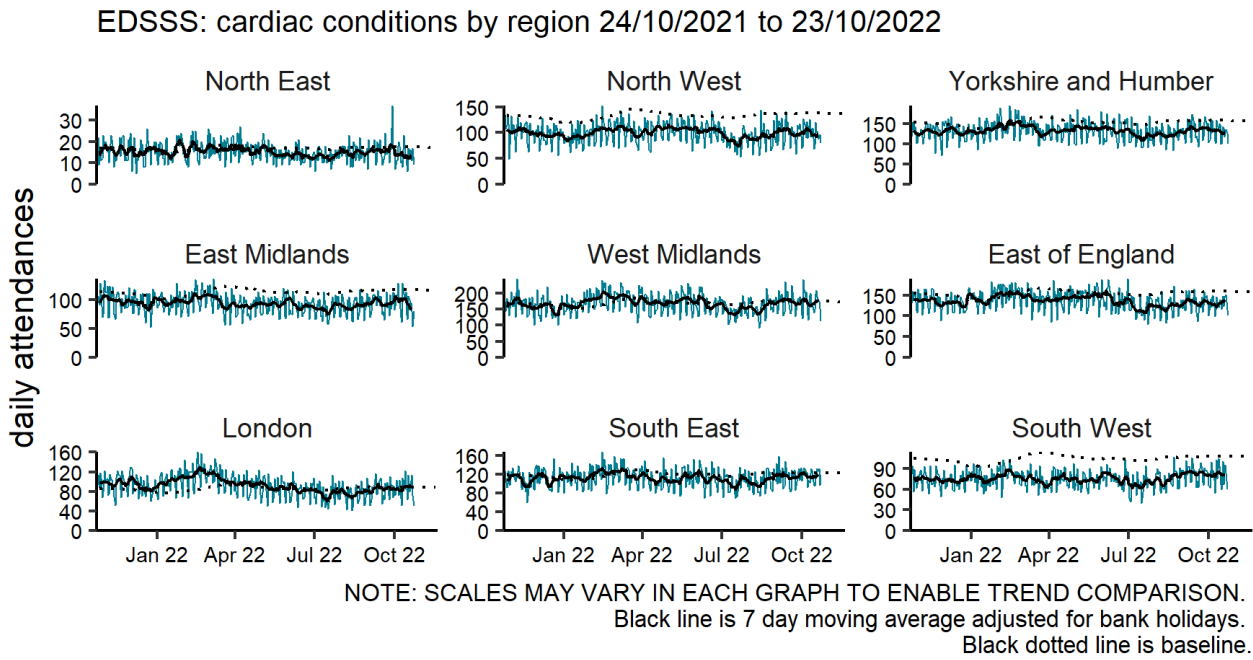 EDSSS: cardiac conditions by region 24/10/2021 to 23/10/2022
daily attendances
North East
30
20
10
0
North West
150
100
50
0
Yorkshire and Humber
150
100
50
0
East Midlands
100
50
0
West Midlands
200
150
100
50
0
East of England
150
100
50
0
London
160
120
80
40
0
Jan 22 Apr 22 Jul 22 Oct 22
South East
160
120
80
40
0
Jan 22 Apr 22 Jul 22 Oct 22
South West
90
60
30
0
Jan 22 Apr 22 Jul 22 Oct 22
NOTE: SCALES MAY VARY IN EACH GRAPH TO ENABLE TREND COMPARISON.
Black line is 7 day moving average adjusted for bank holidays.
Black dotted line is baseline.